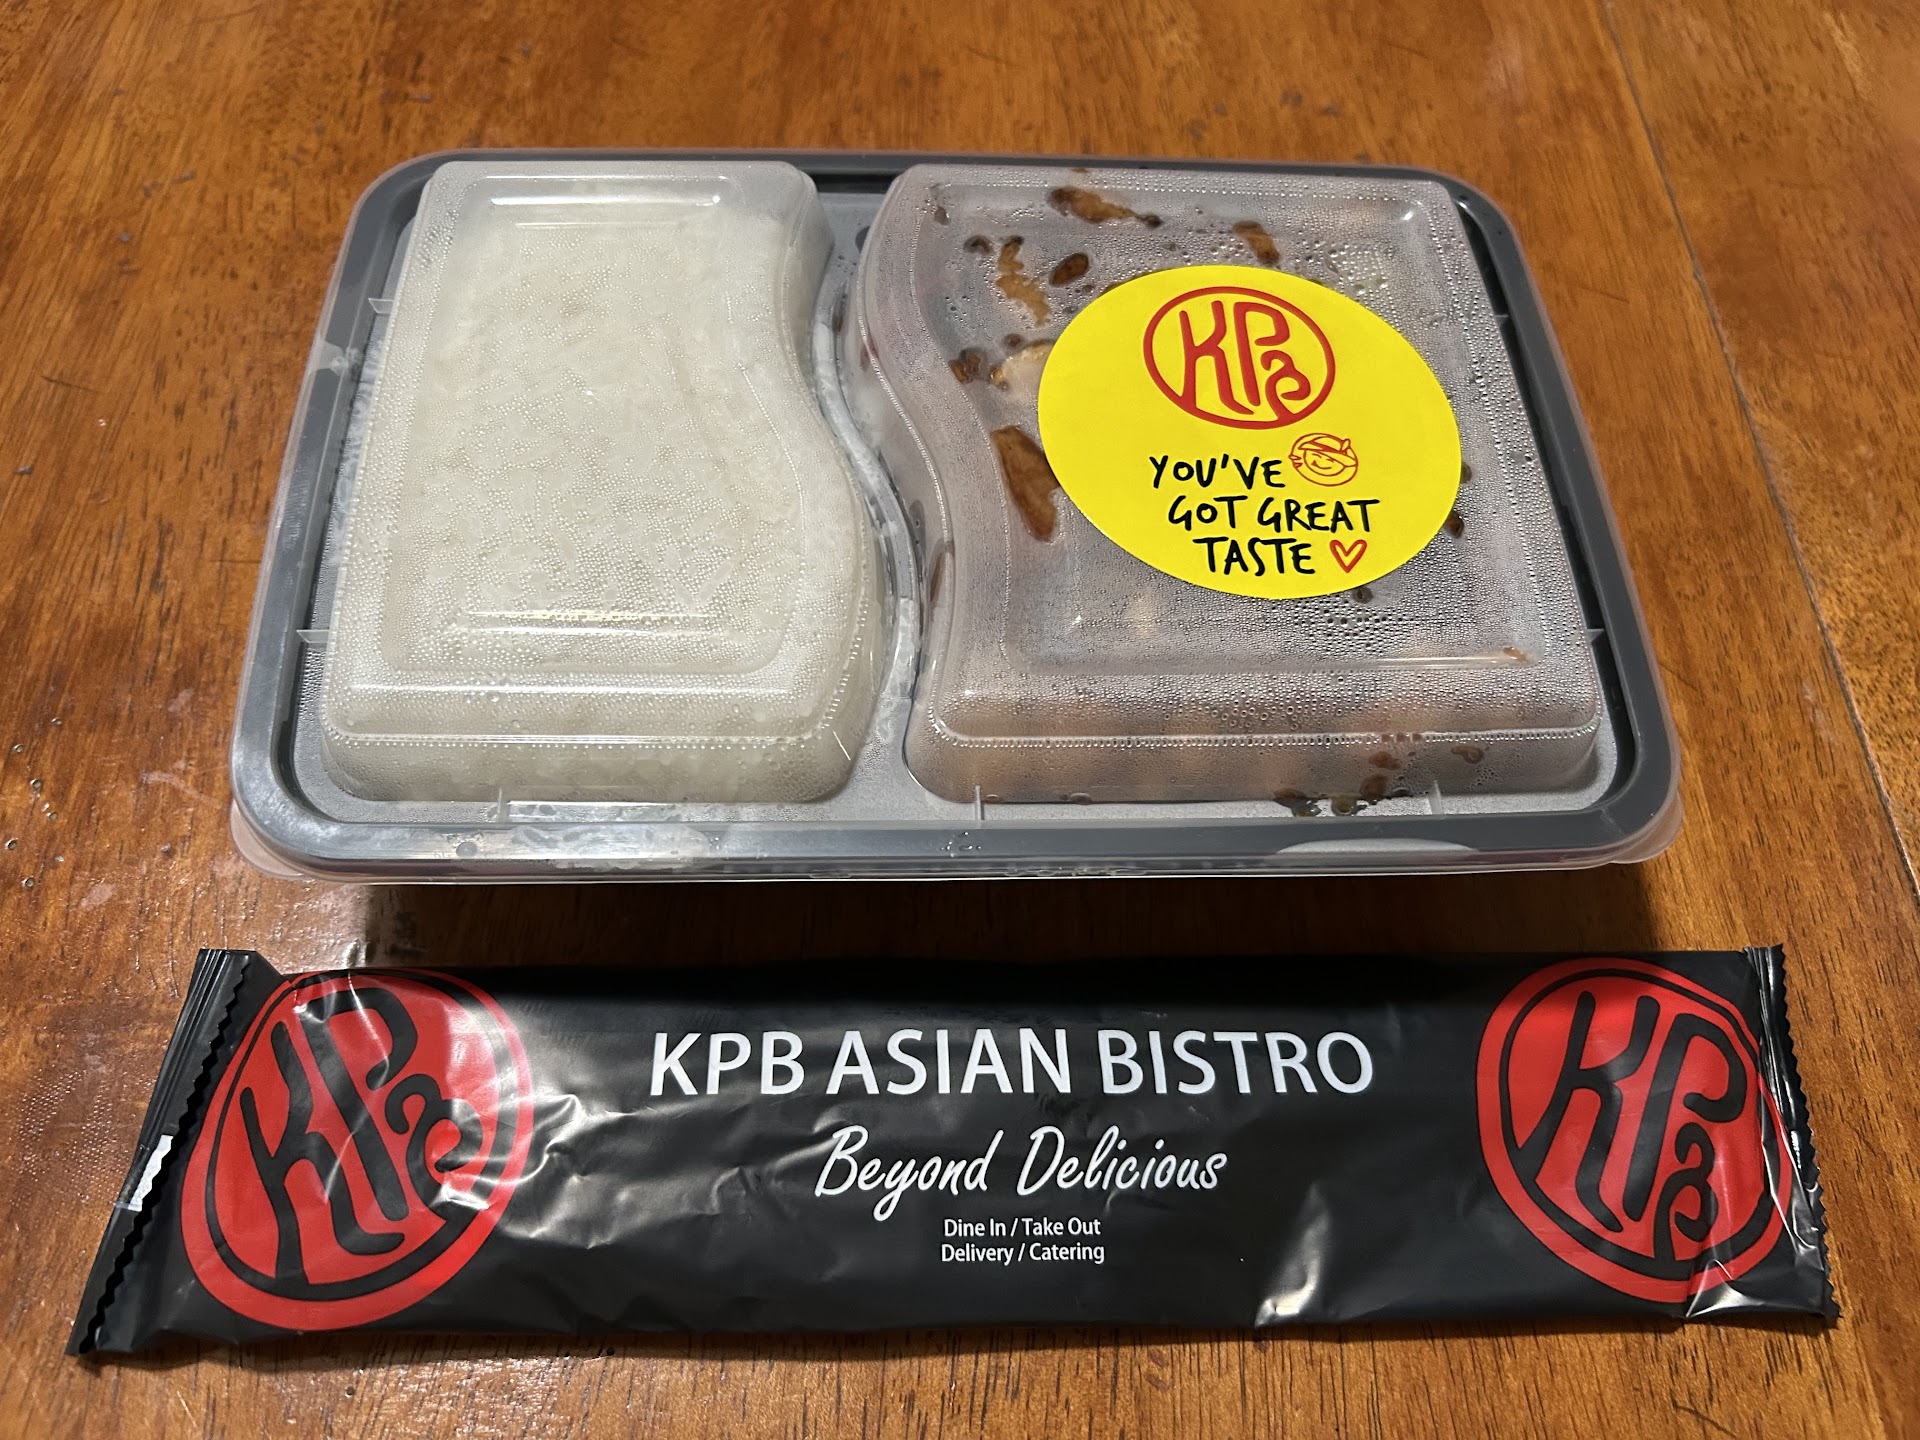 KPB
YOU'VE
GOT GREAT
TASTE
KPB ASIAN BISTRO
Beyond Delicious
Dine In / Take Out
Delivery / Catering
KPB
KPB